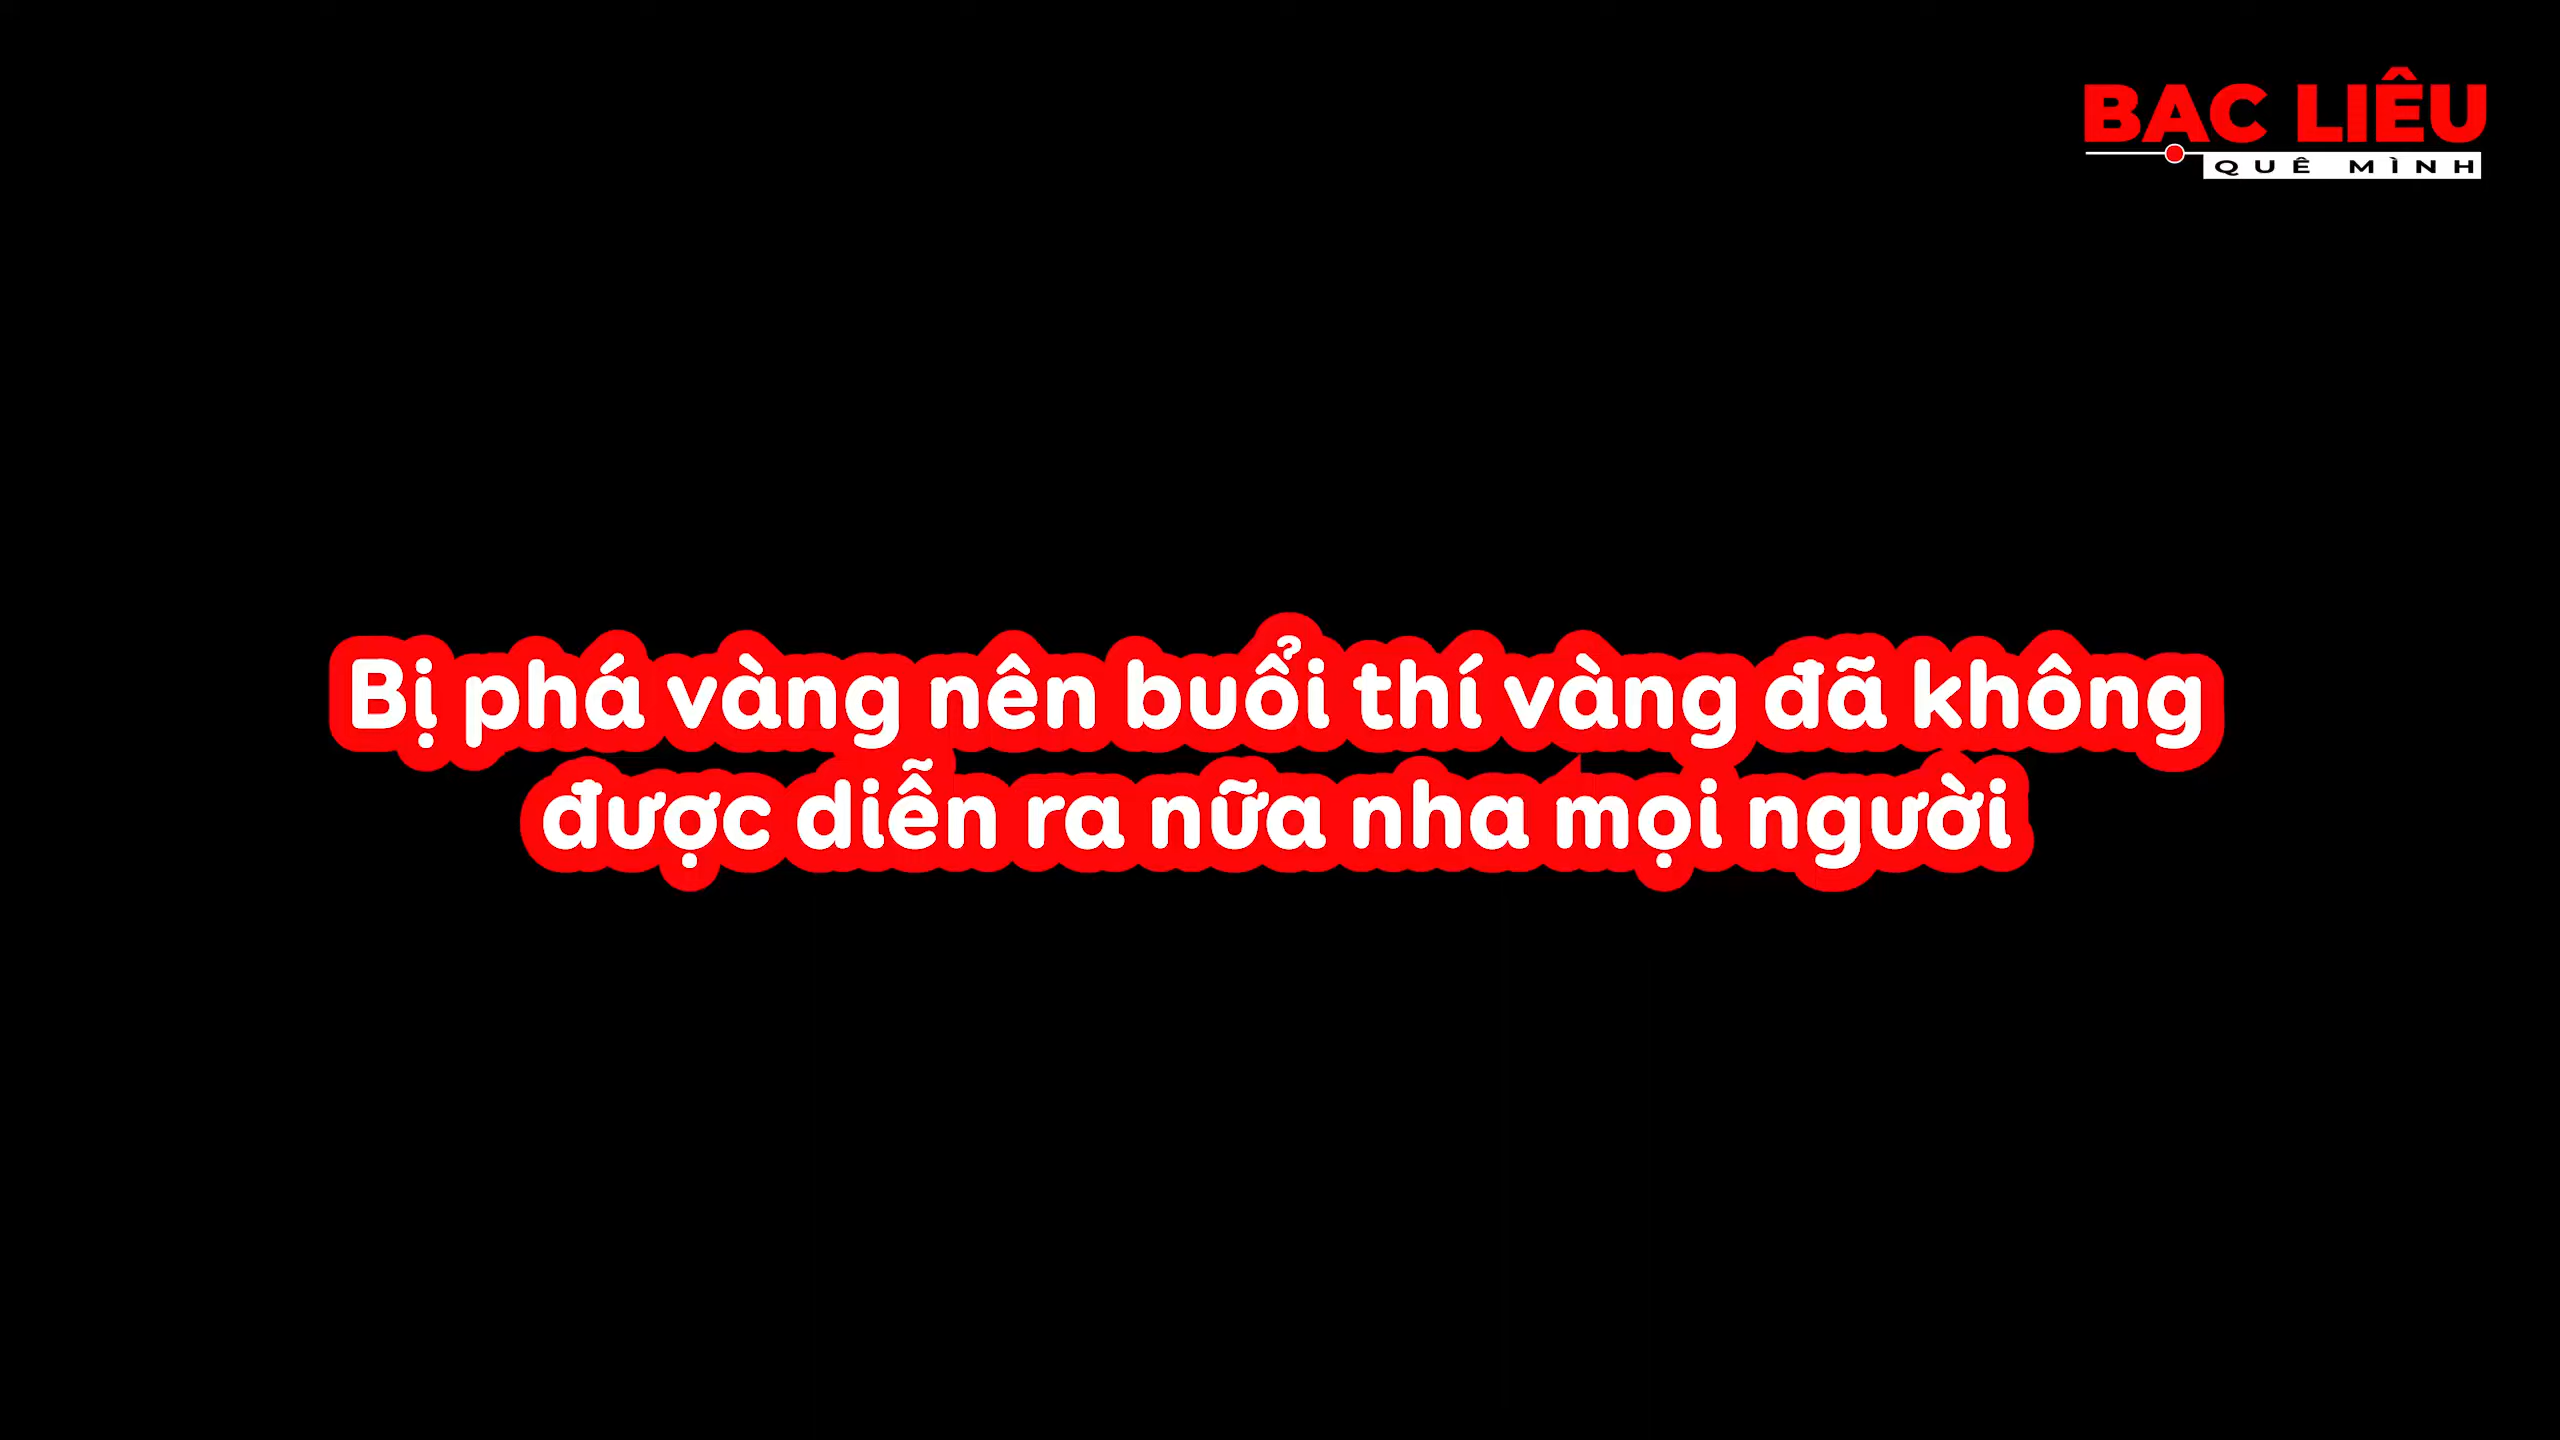 BẠC LIÊU
QUÊ MÌNH
Bị phá vàng nên buổi thí vàng đã không
được diễn ra nữa nha mọi người